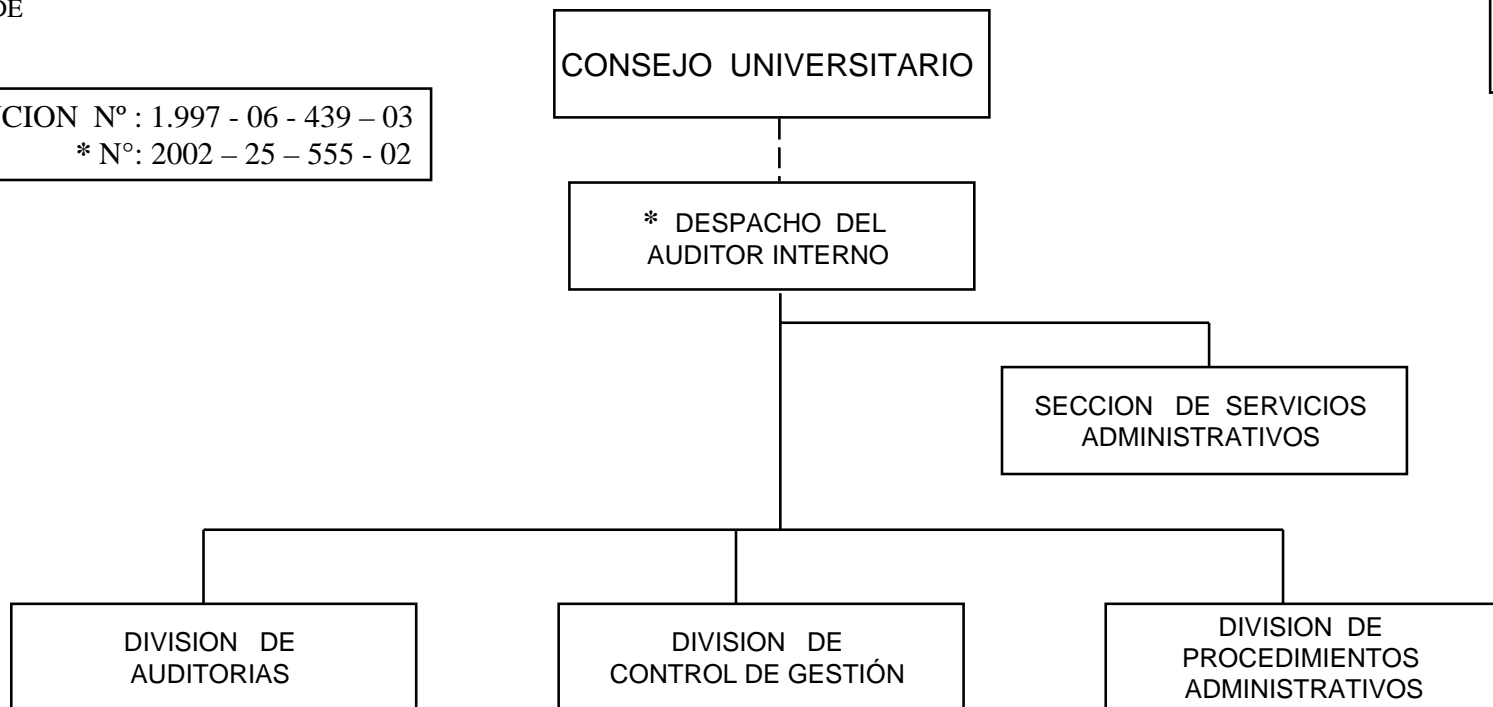 DE
CONSEJO UNIVERSITARIO
CION Nº : 1.997 - 06 - 439 – 03
* N°: 2002 – 25 – 555 - 02
* DESPACHO DEL
AUDITOR INTERNO
SECCION DE SERVICIOS
ADMINISTRATIVOS
DIVISION DE
AUDITORIAS
DIVISION DE
CONTROL DE GESTIÓN
DIVISION DE
PROCEDIMIENTOS
ADMINISTRATIVOS